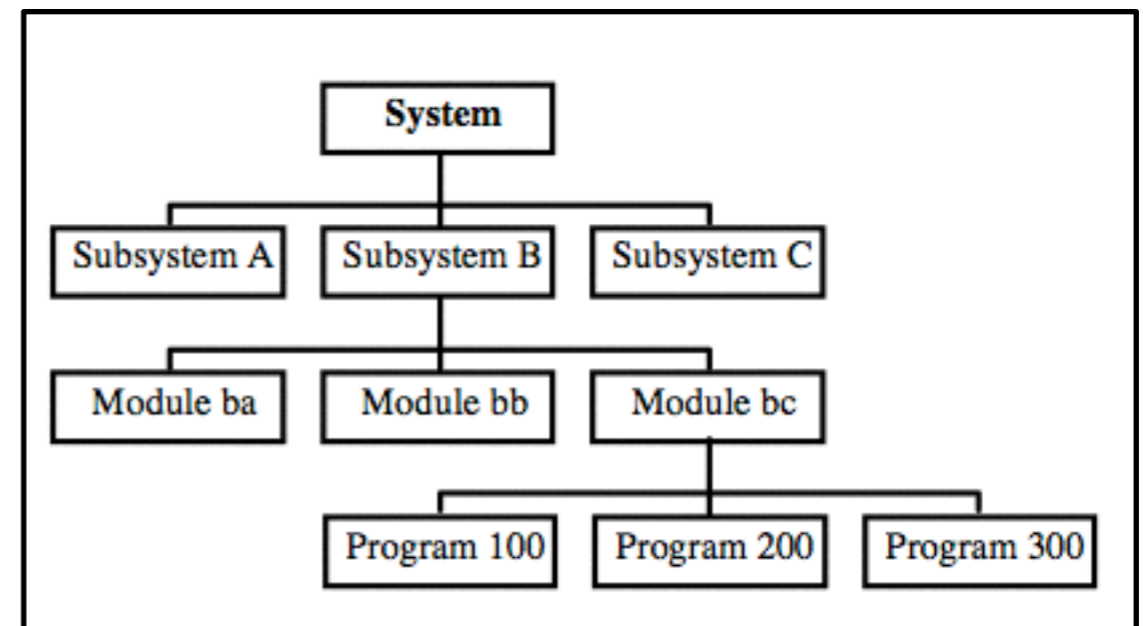 System
Subsystem A
Subsystem B
Subsystem C
Module ba
Module bb
Module bc
Program 100
Program 200
Program 300